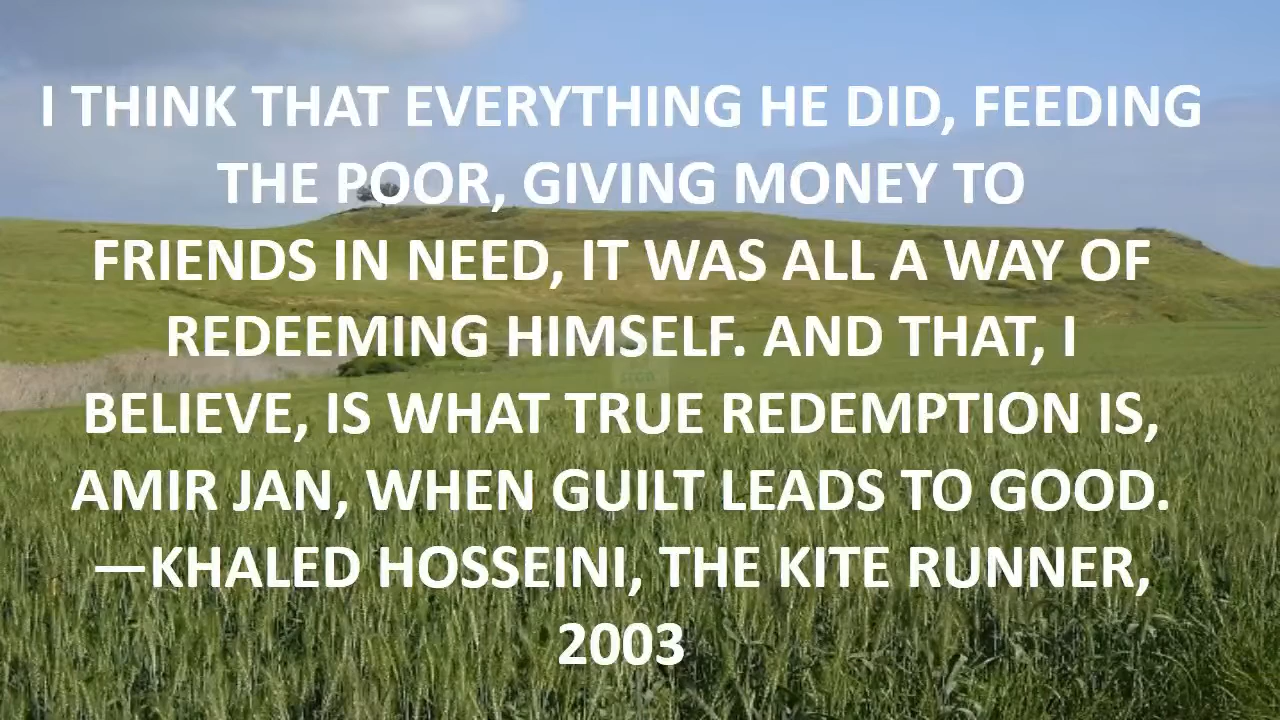 I THINK THAT EVERYTHING HE DID, FEEDING
THE POOR, GIVING MONEY TO
FRIENDS IN NEED, IT WAS ALL A WAY OF
REDEEMING HIMSELF. AND THAT, I
BELIEVE, IS WHAT TRUE REDEMPTION IS,
AMIR JAN, WHEN GUILT LEADS TO GOOD.
—KHALED HOSSEINI, THE KITE RUNNER,
2003